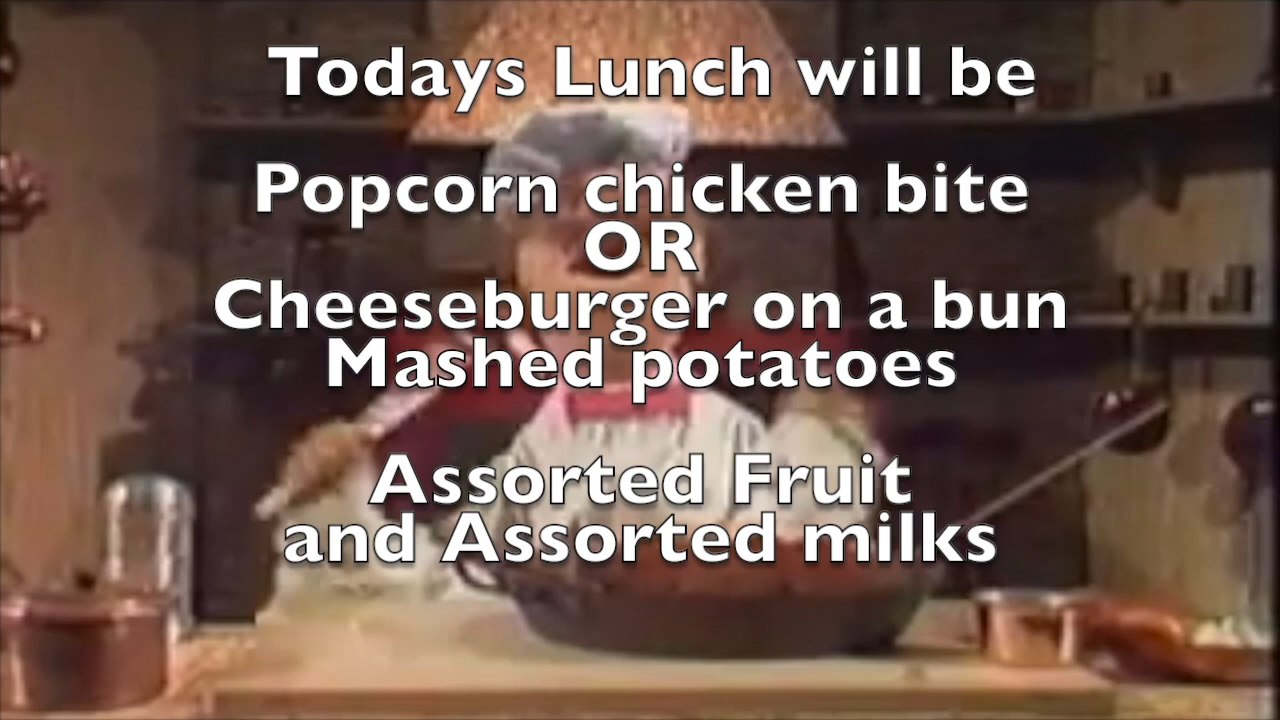 Todays Lunch will be
Popcorn chicken bite
OR
Cheeseburger on a bun
Mashed potatoes
Assorted Fruit
and Assorted milks